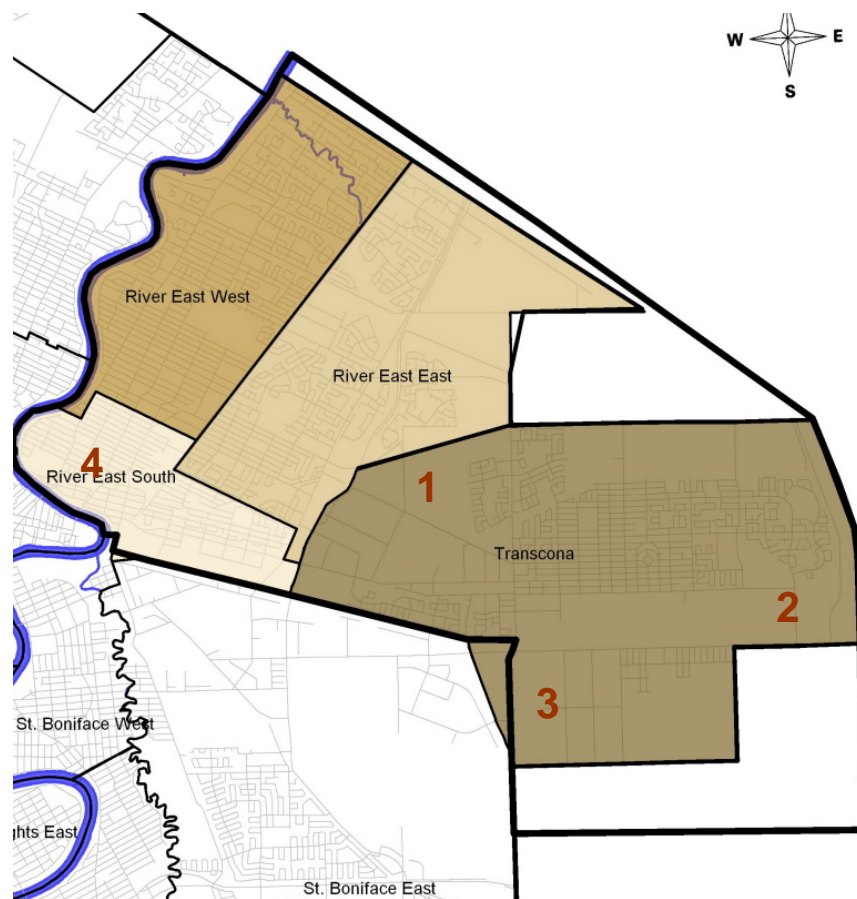 W
E
S
River East West
River East East
4
River East South
1
Transcona
2
3
St. Boniface West
ghts East
St. Boniface East